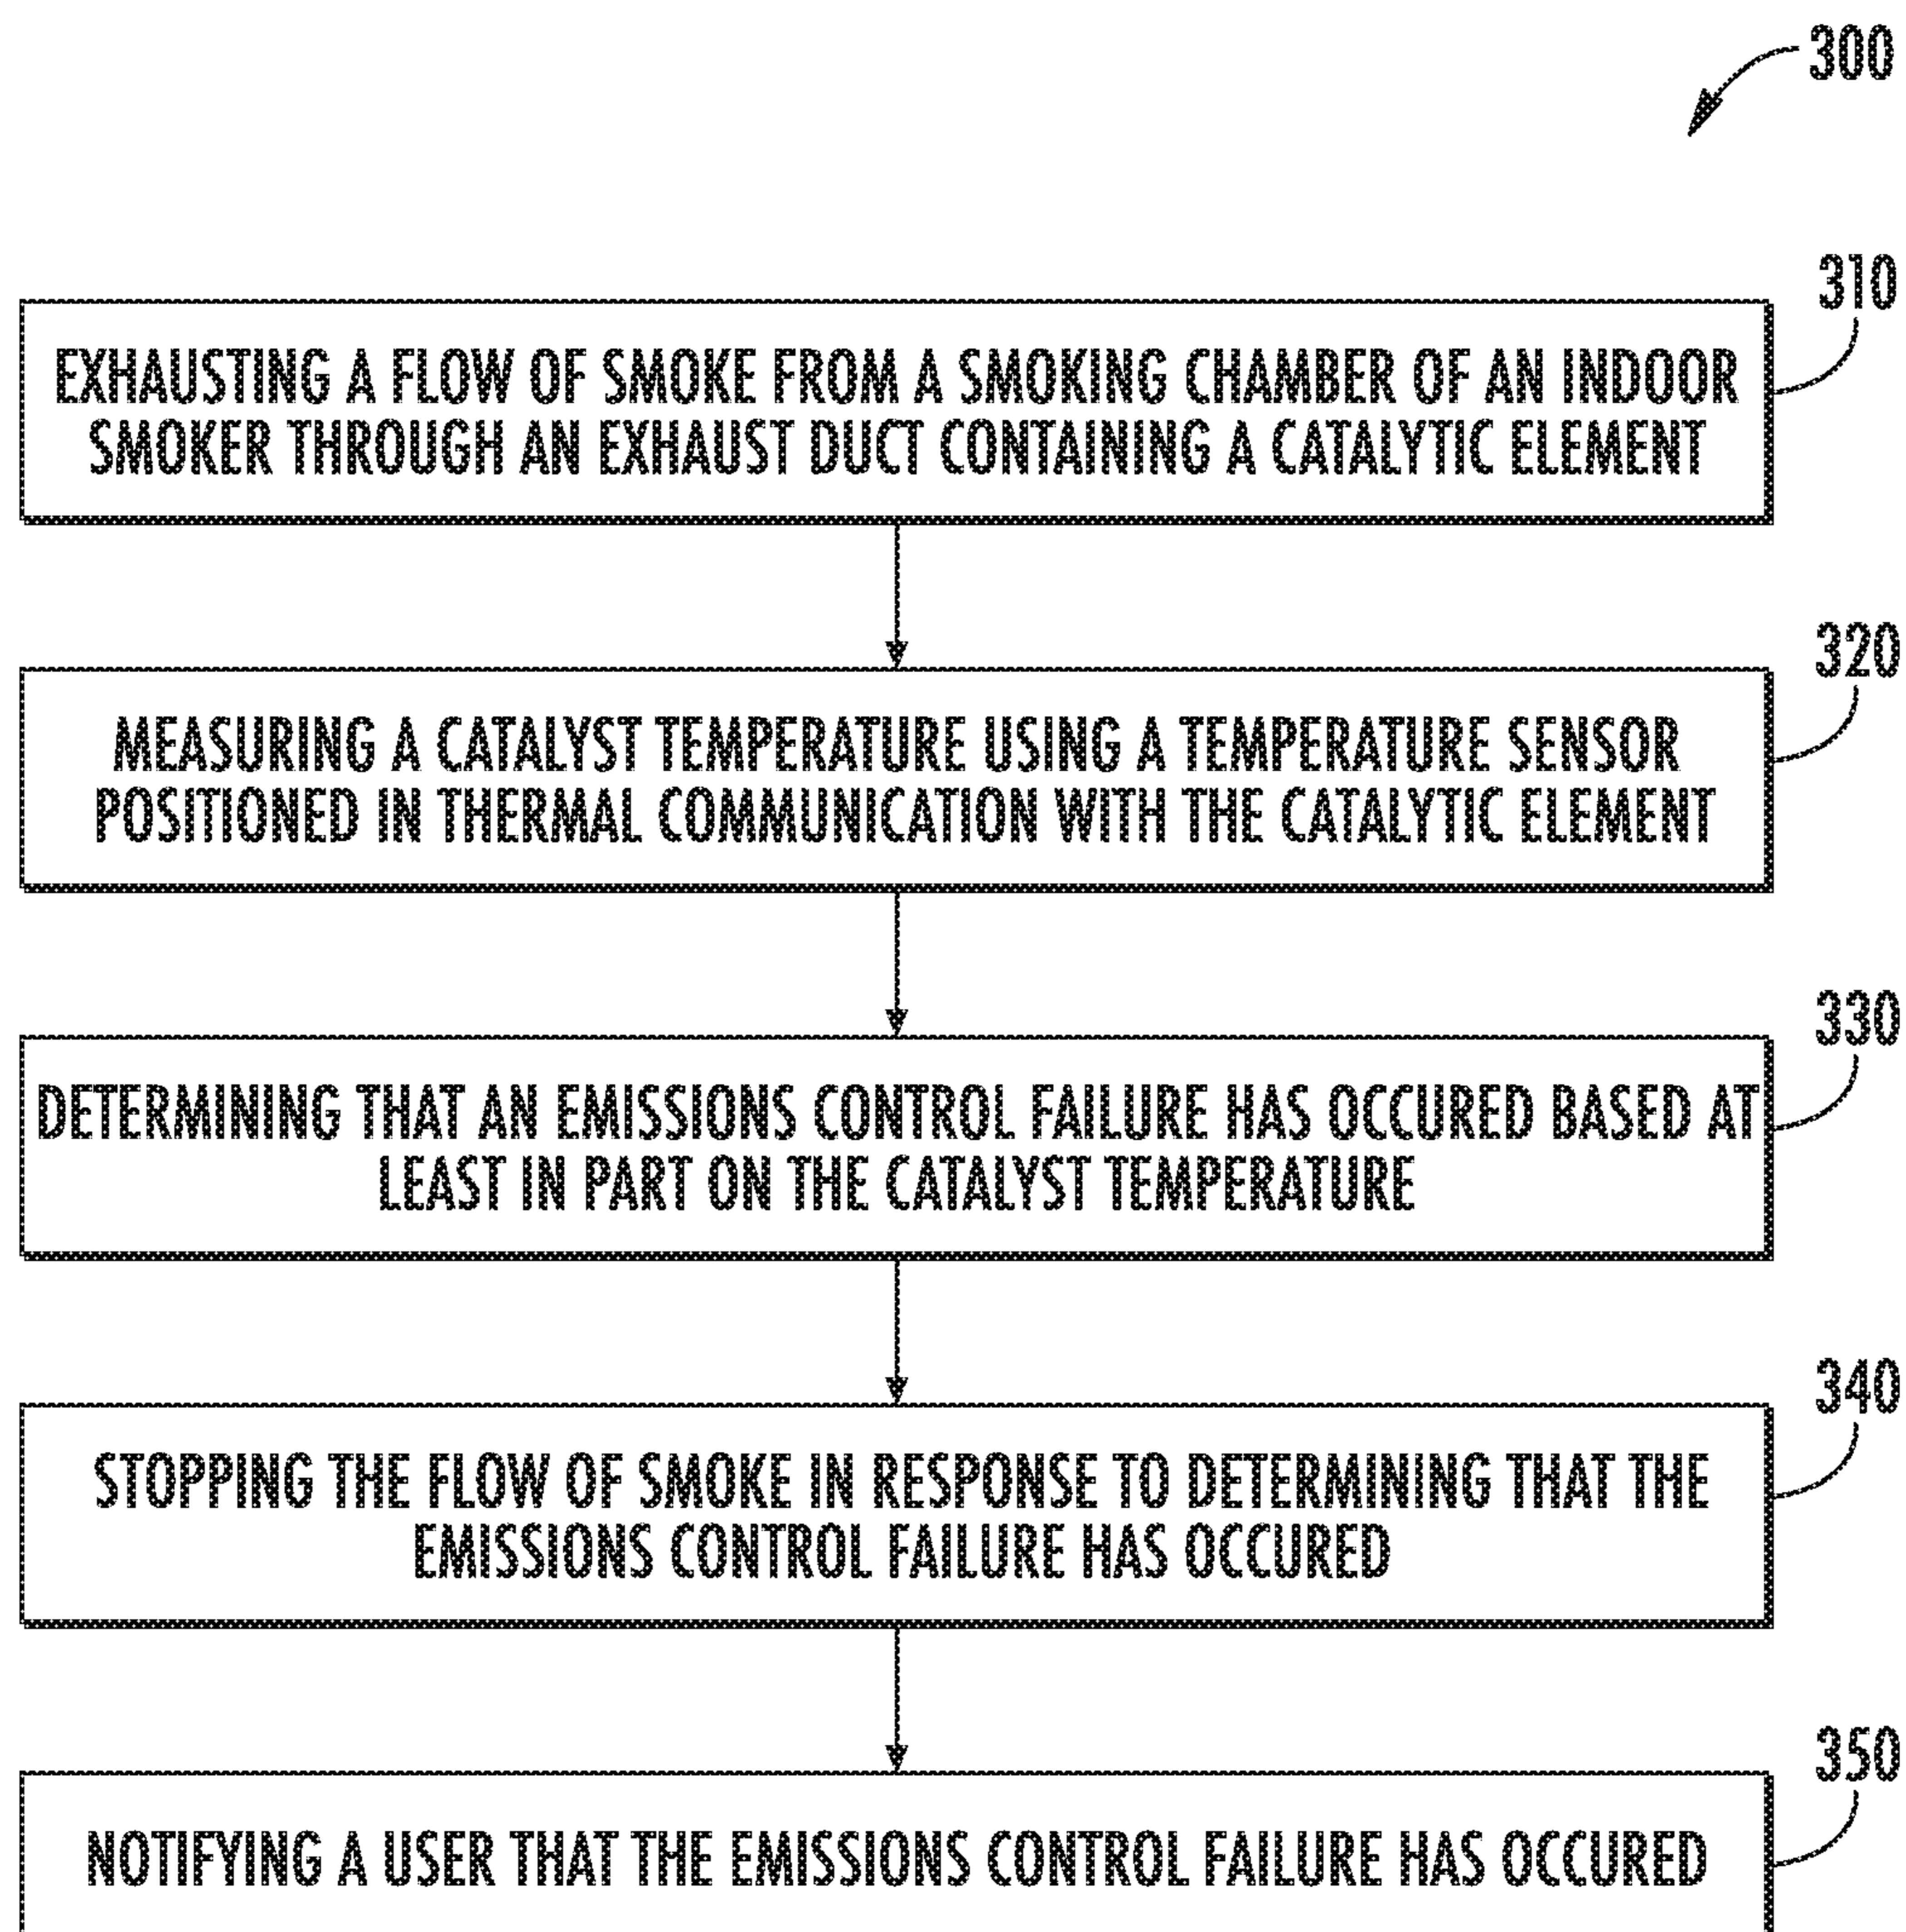 300
310
EXHAUSTING A FLOW OF SMOKE FROM A SMOKING CHAMBER OF AN INDOOR
SMOKER THROUGH AN EXHAUST DUCT CONTAINING A CATALYTIC ELEMENT
320
MEASURING A CATALYST TEMPERATURE USING A TEMPERATURE SENSOR
POSITIONED IN THERMAL COMMUNICATION WITH THE CATALYTIC ELEMENT
330
DETERMINING THAT AN EMISSIONS CONTROL FAILURE HAS OCCURED BASED AT
LEAST IN PART ON THE CATALYST TEMPERATURE
340
STOPPING THE FLOW OF SMOKE IN RESPONSE TO DETERMINING THAT THE
EMISSIONS CONTROL FAILURE HAS OCCURED
350
NOTIFYING A USER THAT THE EMISSIONS CONTROL FAILURE HAS OCCURED